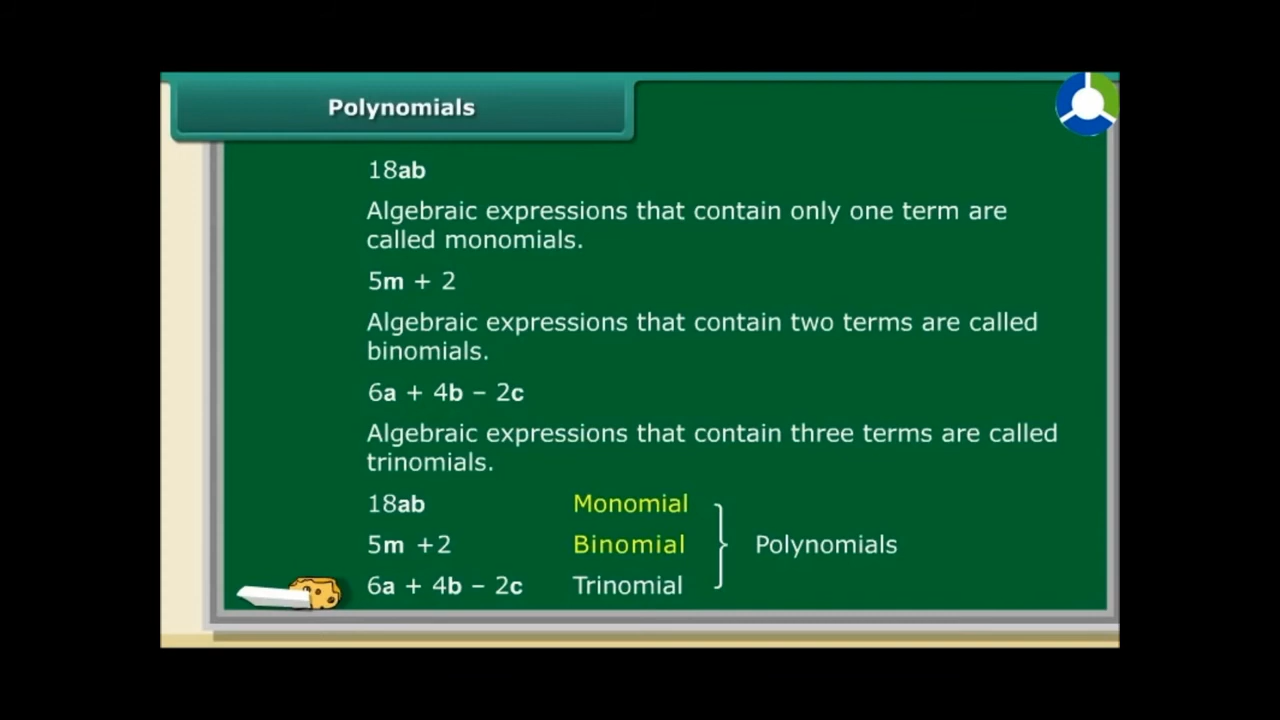 Polynomials
18ab
Algebraic expressions that contain only one term are
called monomials.
5m + 2
Algebraic expressions that contain two terms are called
binomials.
6a + 4b – 2c
Algebraic expressions that contain three terms are called
trinomials.
18ab Monomial
5m +2 Binomial Polynomials
6a + 4b – 2c Trinomial